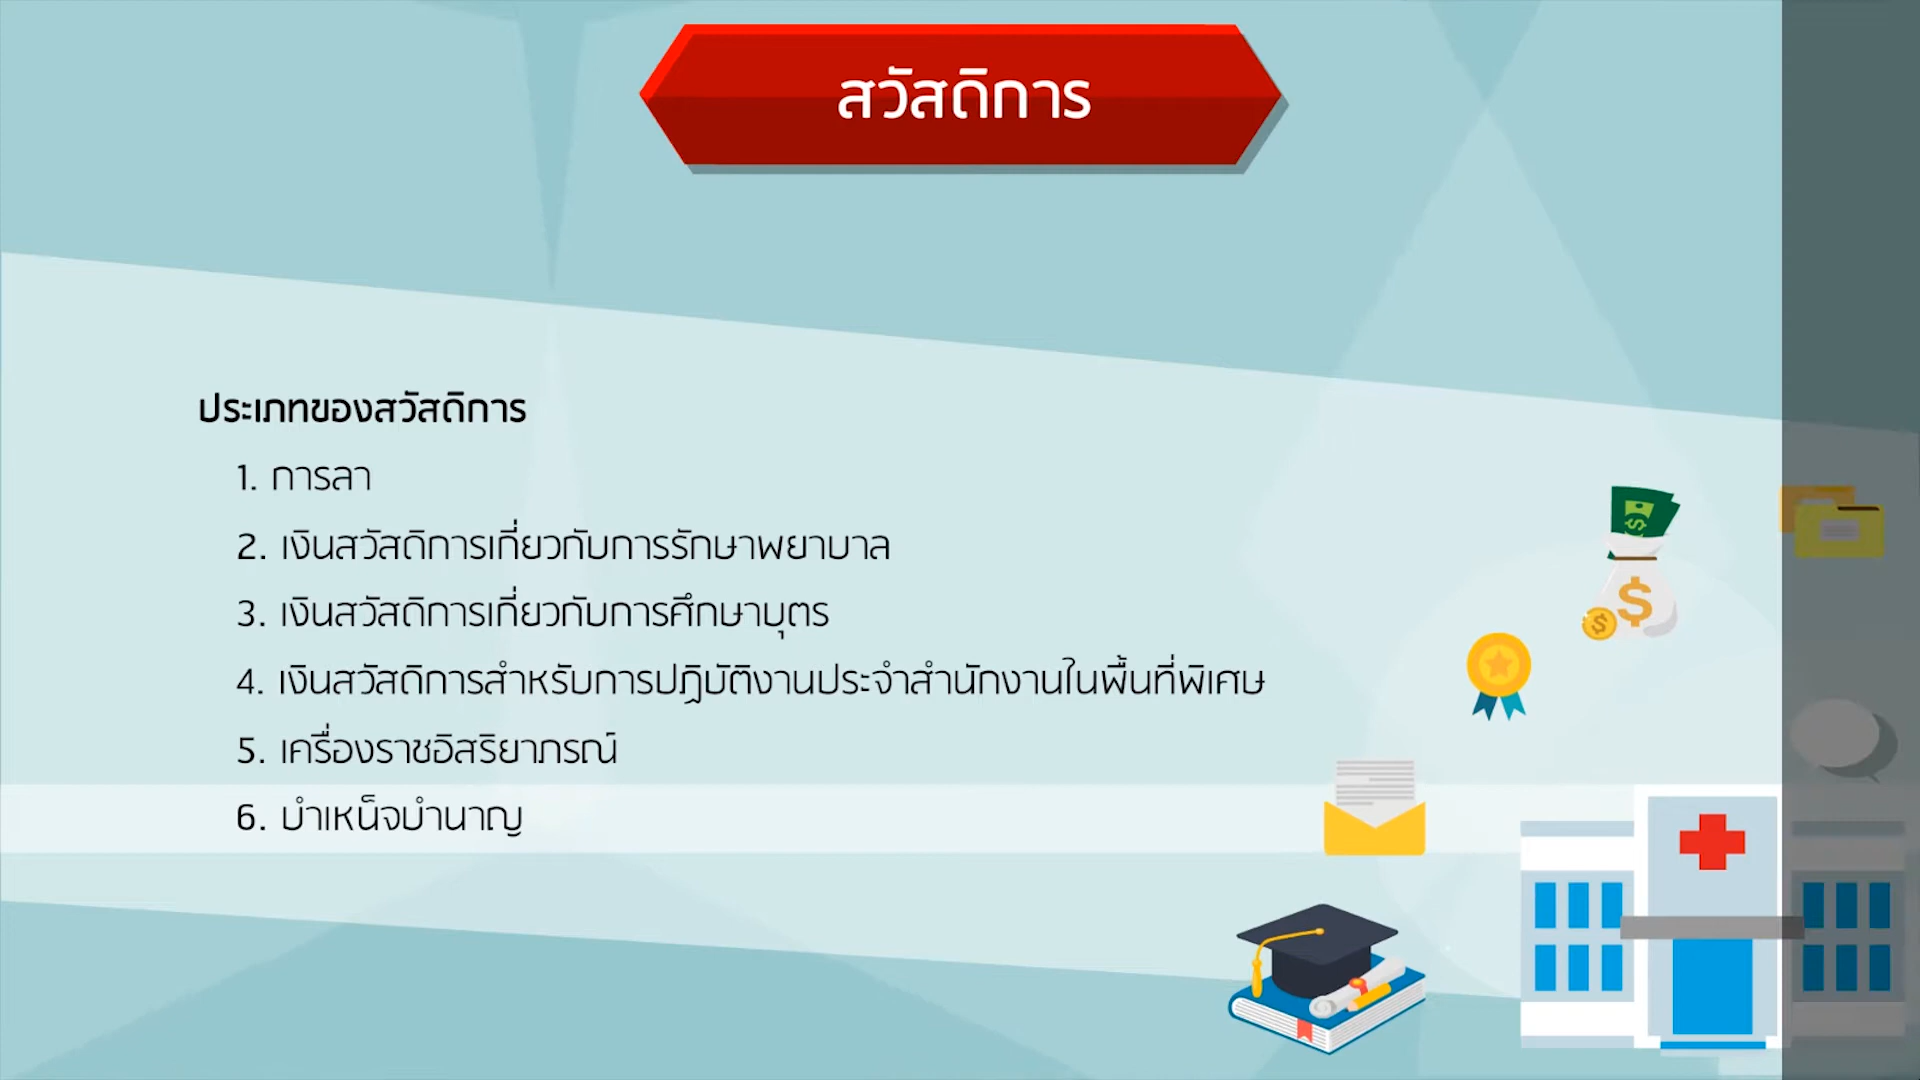 สวัสดิการ
ประเภทของสวัสดิการ
1. การลา
2. เงินสวัสดิการเกี่ยวกับการรักษาพยาบาล
3. เงินสวัสดิการเกี่ยวกับการศึกษาบุตร
4. เงินสวัสดิการสำหรับการปฏิบัติงานประจำสำนักงานในพื้นที่พิเศษ
5. เครื่องราชอิสริยาภรณ์
6. บำเหน็จบำนาญ